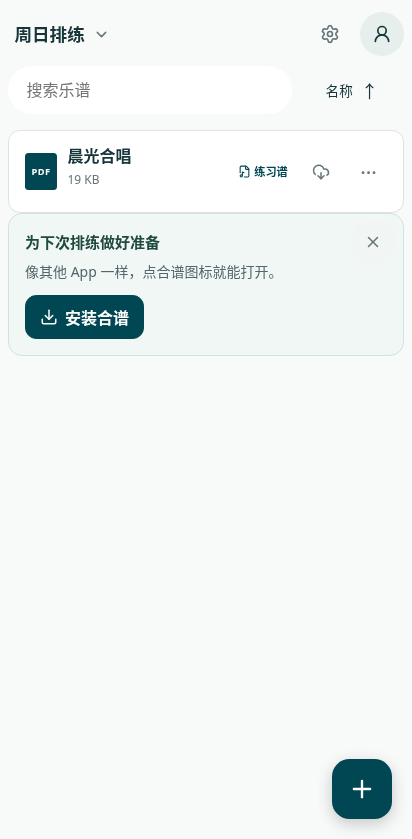 周日排练
搜索乐谱
名称
PDF
晨光合唱
19 KB
练习谱
为下次排练做好准备
像其他 App 一样，点合谱图标就能打开。
安装合谱